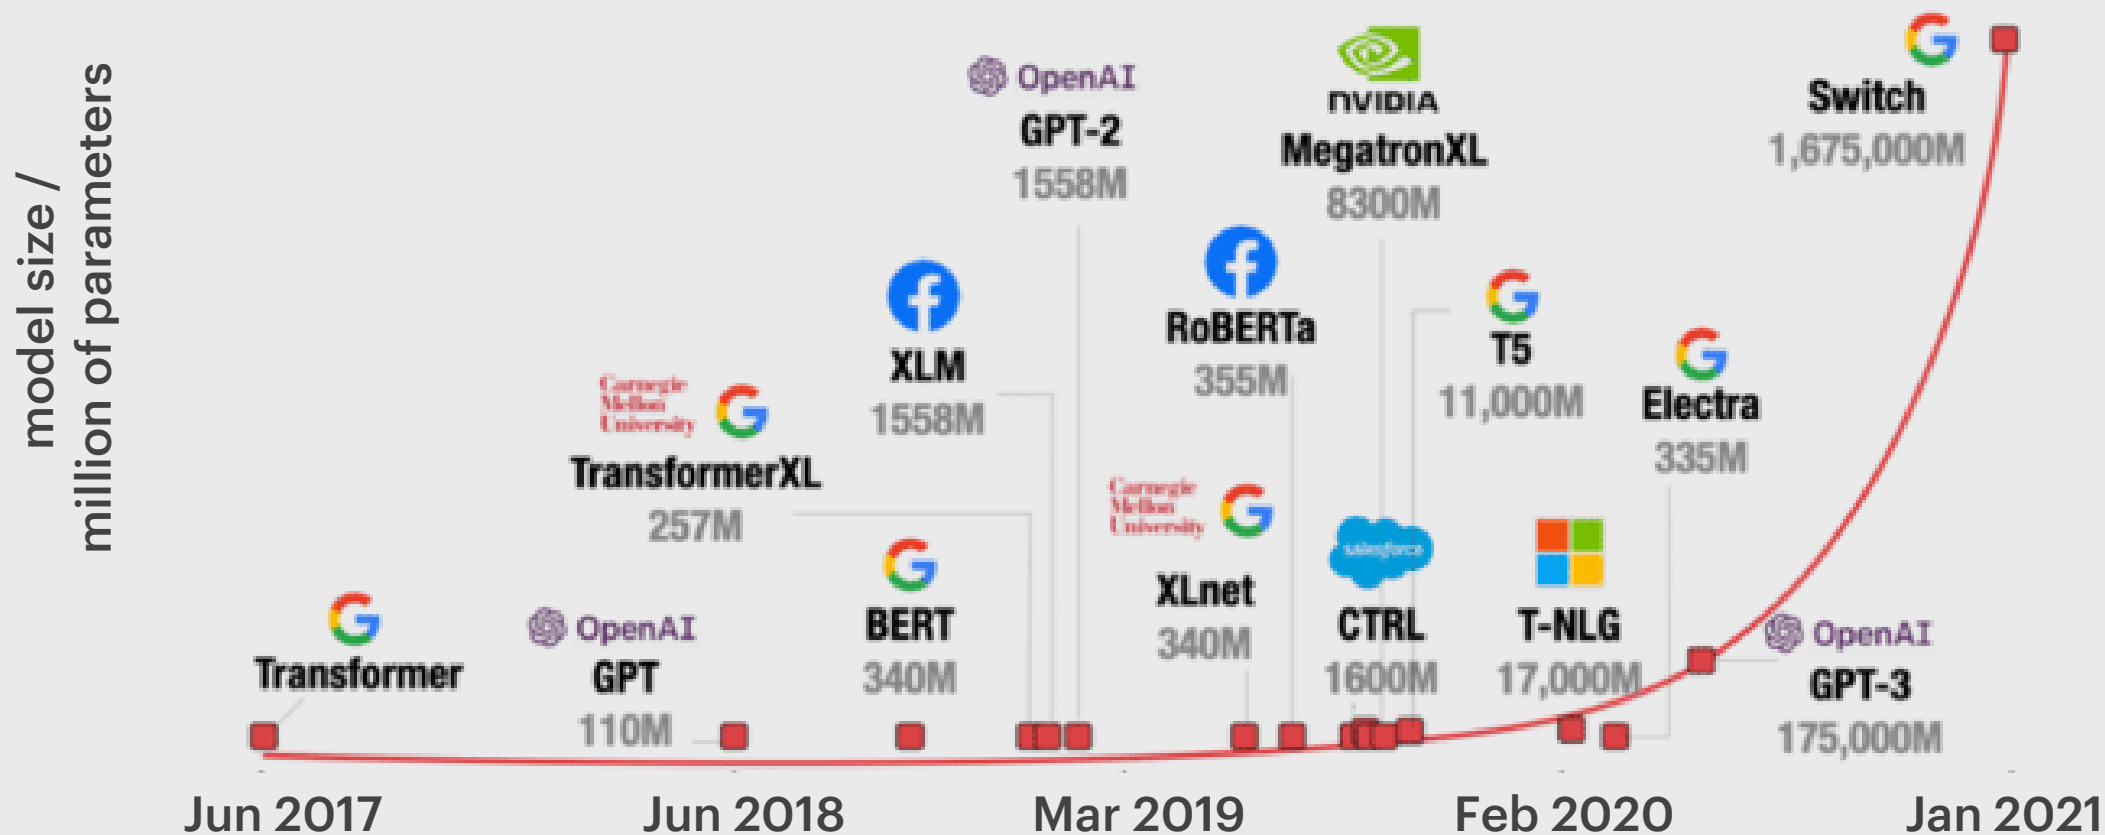 model size /
million of parameters
Transformer
OpenAI
GPT
110M
Carnegie
Mellon
University
TransformerXL
257M
XLM
1558M
BERT
340M
OpenAI
GPT-2
1558M
Carnegie
Mellon
University
XLnet
340M
RoBERTa
355M
NVIDIA
MegatronXL
8300M
salesforce
CTRL
1600M
T5
11,000M
T-NLG
17,000M
Electra
335M
OpenAI
GPT-3
175,000M
Switch
1,675,000M
Jun 2017
Jun 2018
Mar 2019
Feb 2020
Jan 2021